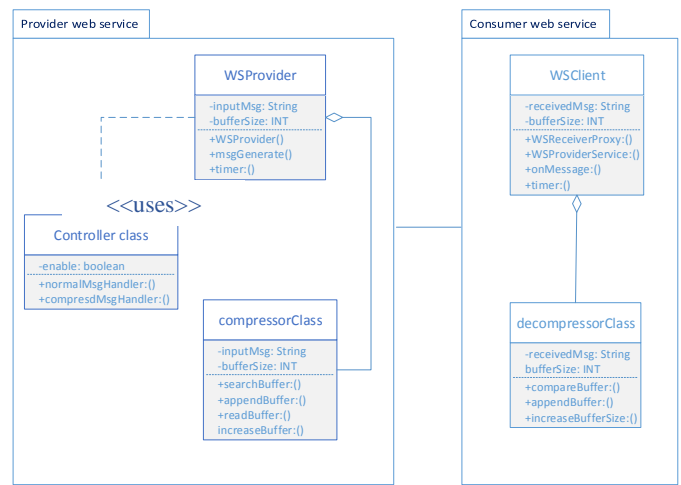 Provider web service
WSProvider
-inputMsg: String
-bufferSize: INT
+WSProvider()
+msgGenerate()
+timer:()
<<uses>>
Controller class
-enable: boolean
+normalMsgHandler:()
+compresdMsgHandler:()
compressorClass
-inputMsg: String
-bufferSize: INT
+searchBuffer:()
+appendBuffer:()
+readBuffer:()
increaseBuffer:()
Consumer web service
WSClient
-receivedMsg: String
-bufferSize: INT
+WSReceiverProxy:()
+WSProviderService:()
+onMessage:()
+timer:()
decompressorClass
-receivedMsg: String
bufferSize: INT
+compareBuffer:()
+appendBuffer:()
+increaseBufferSize:()